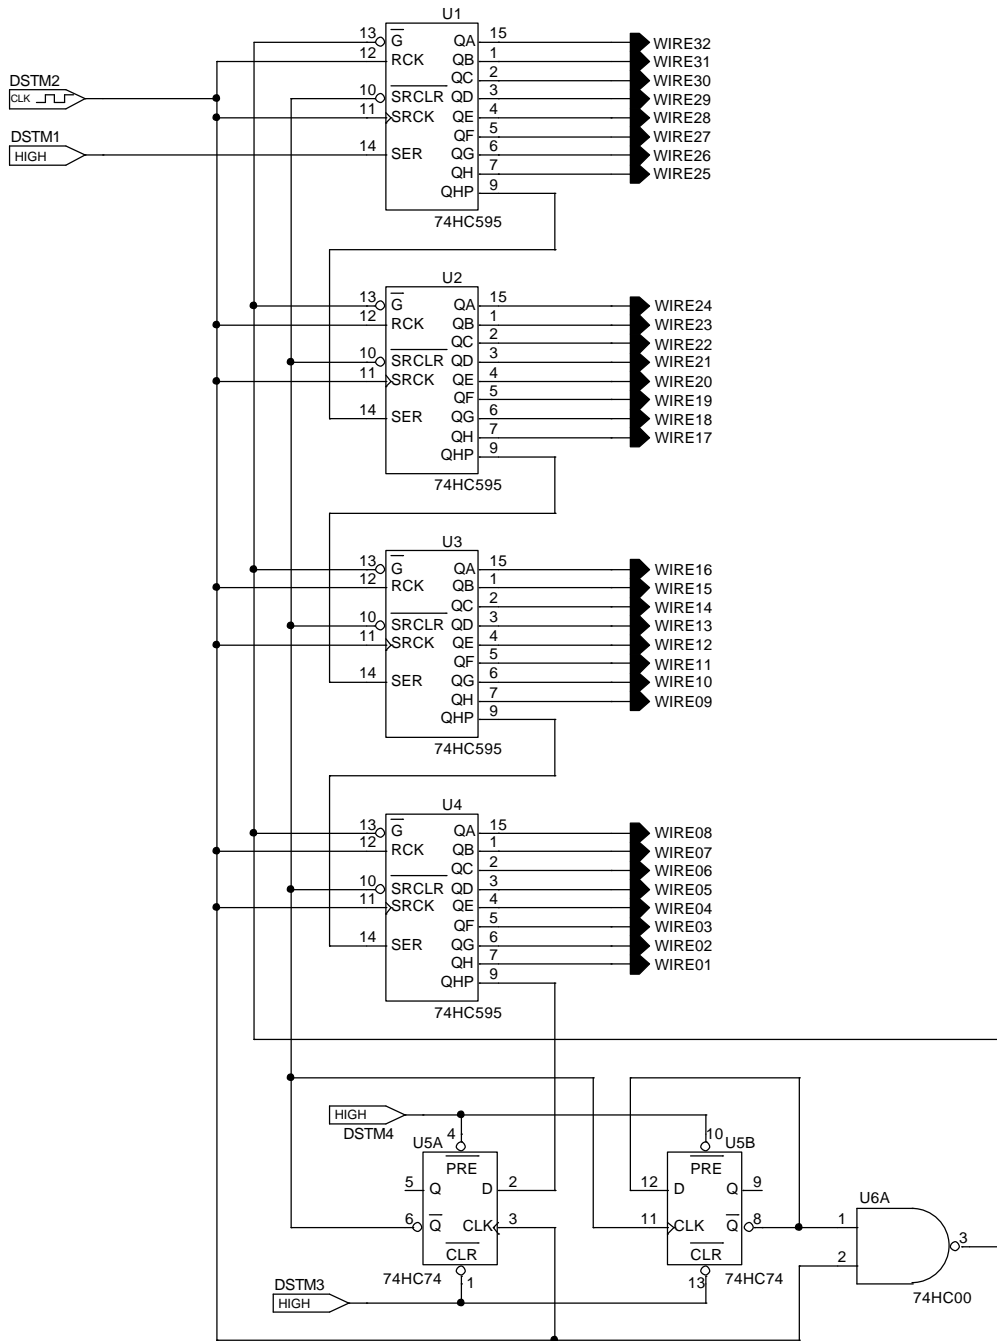 U1
13 G QA 15 WIRE32
12 RCK QB 1 WIRE31
QC 2 WIRE30
10 SRCLR QD 3 WIRE29
11 SRCK QE 4 WIRE28
QF 5 WIRE27
14 SER QG 6 WIRE26
QH 7 WIRE25
QHP 9
74HC595
DSTM2
CLK
DSTM1
HIGH
U2
13 G QA 15 WIRE24
12 RCK QB 1 WIRE23
QC 2 WIRE22
10 SRCLR QD 3 WIRE21
11 SRCK QE 4 WIRE20
QF 5 WIRE19
14 SER QG 6 WIRE18
QH 7 WIRE17
QHP 9
74HC595
U3
13 G QA 15 WIRE16
12 RCK QB 1 WIRE15
QC 2 WIRE14
10 SRCLR QD 3 WIRE13
11 SRCK QE 4 WIRE12
QF 5 WIRE11
14 SER QG 6 WIRE10
QH 7 WIRE09
QHP 9
74HC595
U4
13 G QA 15 WIRE08
12 RCK QB 1 WIRE07
QC 2 WIRE06
10 SRCLR QD 3 WIRE05
11 SRCK QE 4 WIRE04
QF 5 WIRE03
14 SER QG 6 WIRE02
QH 7 WIRE01
QHP 9
74HC595
HIGH
DSTM4
U5A
4
PRE
5 Q D 2
6 Q CLK 3
CLR
74HC74
1
DSTM3
HIGH
U5B
10
PRE
12 D Q 9
11 CLK Q 8
CLR
13
74HC74
U6A
1
2
3
74HC00